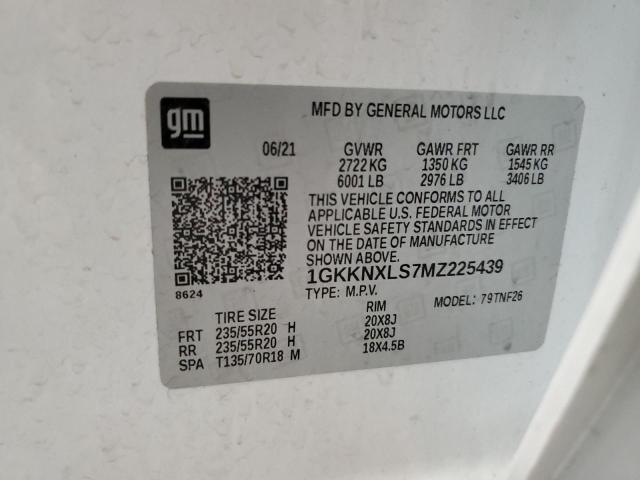 gm
MFD BY GENERAL MOTORS LLC
06/21 GVWR GAWR FRT GAWR RR
2722 KG 1350 KG 1545 KG
6001 LB 2976 LB 3406 LB
THIS VEHICLE CONFORMS TO ALL
APPLICABLE U.S. FEDERAL MOTOR
VEHICLE SAFETY STANDARDS IN EFFECT
ON THE DATE OF MANUFACTURE
SHOWN ABOVE.
8624
1GKKNXLS7MZ225439
TYPE: M.P.V. MODEL: 79TNF26
TIRE SIZE RIM
FRT 235/55R20 H 20X8J
RR 235/55R20 H 20X8J
SPA T135/70R18 M 18X4.5B